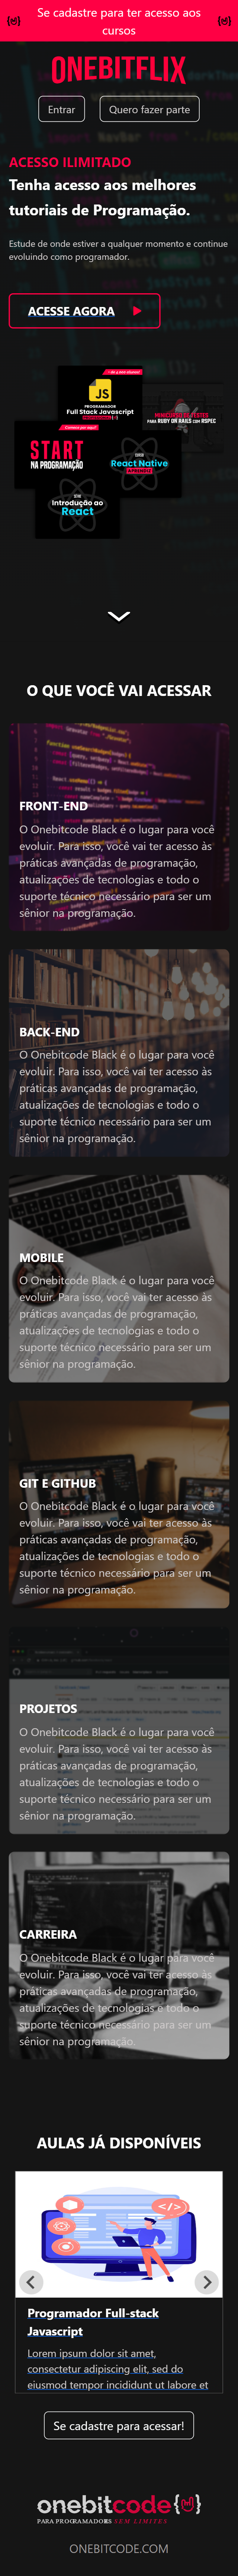 Se cadastre para ter acesso aos
cursos
ONEBITFLIX
Entrar
Quero fazer parte
ACESSO ILIMITADO
Tenha acesso aos melhores
tutoriais de Programação.
Estude de onde estiver a qualquer momento e continue
evoluindo como programador.
ACESSE AGORA
JS
PROGRAMADOR
Full Stack Javascript
MINICURSO DE TESTES
PARA RUBY ON RAILS COM RSPEC
Comece por aqui!
START
NA PROGRAMAÇÃO
React Native
Introdução ao
React
O QUE VOCÊ VAI ACESSAR
FRONT-END
O Onebitcode Black é o lugar para você
evoluir. Para isso, você vai ter acesso às
práticas avançadas de programação,
atualizações de tecnologias e todo o
suporte técnico necessário para ser um
sênior na programação.
BACK-END
O Onebitcode Black é o lugar para você
evoluir. Para isso, você vai ter acesso às
práticas avançadas de programação,
atualizações de tecnologias e todo o
suporte técnico necessário para ser um
sênior na programação.
MOBILE
O Onebitcode Black é o lugar para você
evoluir. Para isso, você vai ter acesso às
práticas avançadas de programação,
atualizações de tecnologias e todo o
suporte técnico necessário para ser um
sênior na programação.
GIT E GITHUB
O Onebitcode Black é o lugar para você
evoluir. Para isso, você vai ter acesso às
práticas avançadas de programação,
atualizações de tecnologias e todo o
suporte técnico necessário para ser um
sênior na programação.
PROJETOS
O Onebitcode Black é o lugar para você
evoluir. Para isso, você vai ter acesso às
práticas avançadas de programação,
atualizações de tecnologias e todo o
suporte técnico necessário para ser um
sênior na programação.
CARREIRA
O Onebitcode Black é o lugar para você
evoluir. Para isso, você vai ter acesso às
práticas avançadas de programação,
atualizações de tecnologias e todo o
suporte técnico necessário para ser um
sênior na programação.
AULAS JÁ DISPONÍVEIS
</>
Programador Full-stack
Javascript
Lorem ipsum dolor sit amet,
consectetur adipiscing elit, sed do
eiusmod tempor incididunt ut labore et
Se cadastre para acessar!
onebitcode
PARA PROGRAMADORES SEM LIMITES
ONEBITCODE.COM